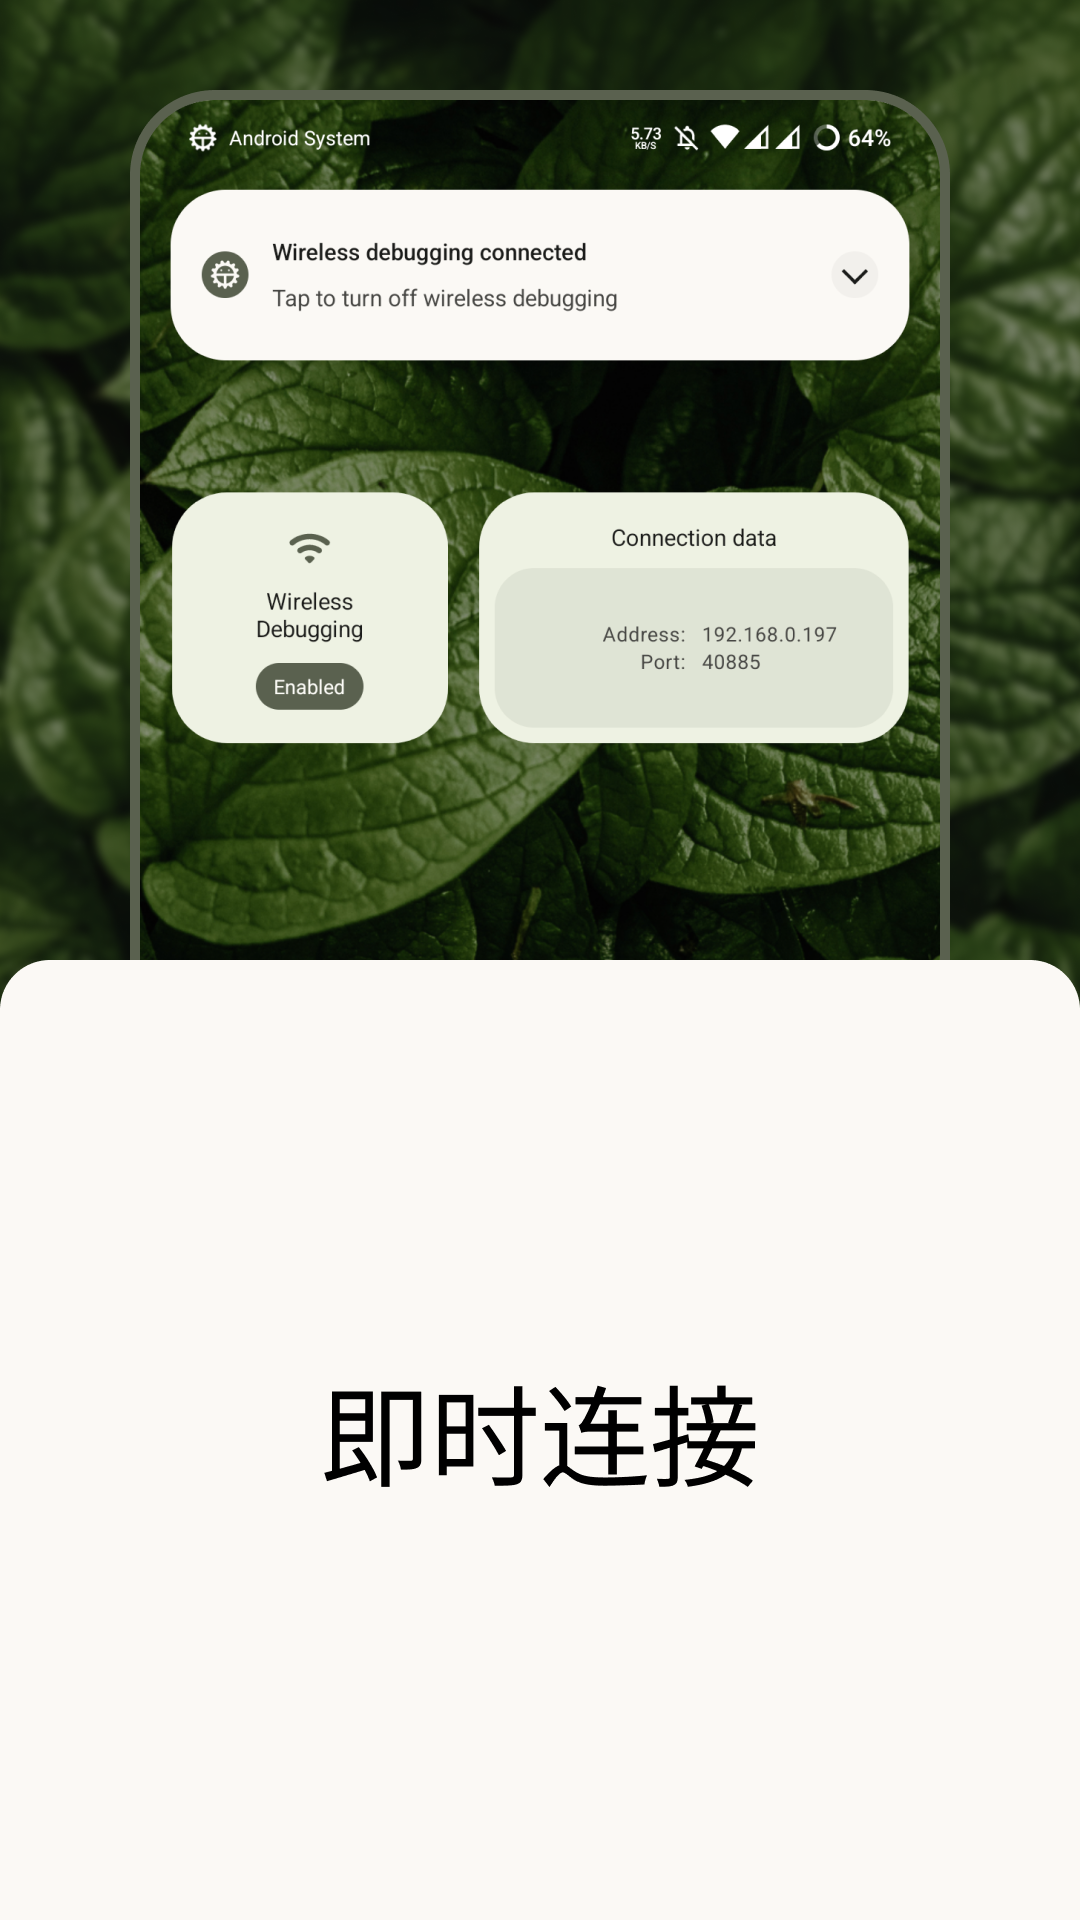 Android System
5.73
KB/S
64%
Wireless debugging connected
Tap to turn off wireless debugging
Wireless
Debugging
Enabled
Connection data
Address: 192.168.0.197
Port: 40885
即时连接